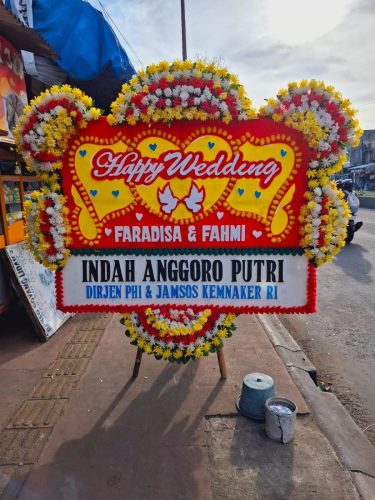 Happy Wedding
FARADISA & FAHMI
INDAH ANGGORO PUTRI
DIRJEN PHI & JAMSOS KEMNAKER RI